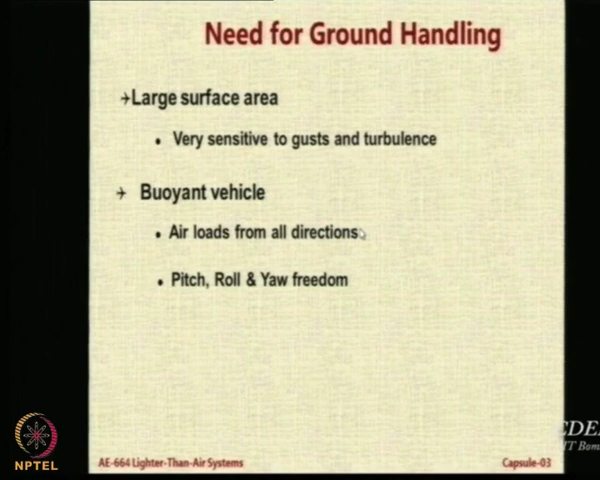 Need for Ground Handling
Large surface area
Very sensitive to gusts and turbulence
Buoyant vehicle
Air loads from all directions
Pitch, Roll & Yaw freedom
NPTEL
AE-664 Lighter-Than-Air Systems
Capsule-03